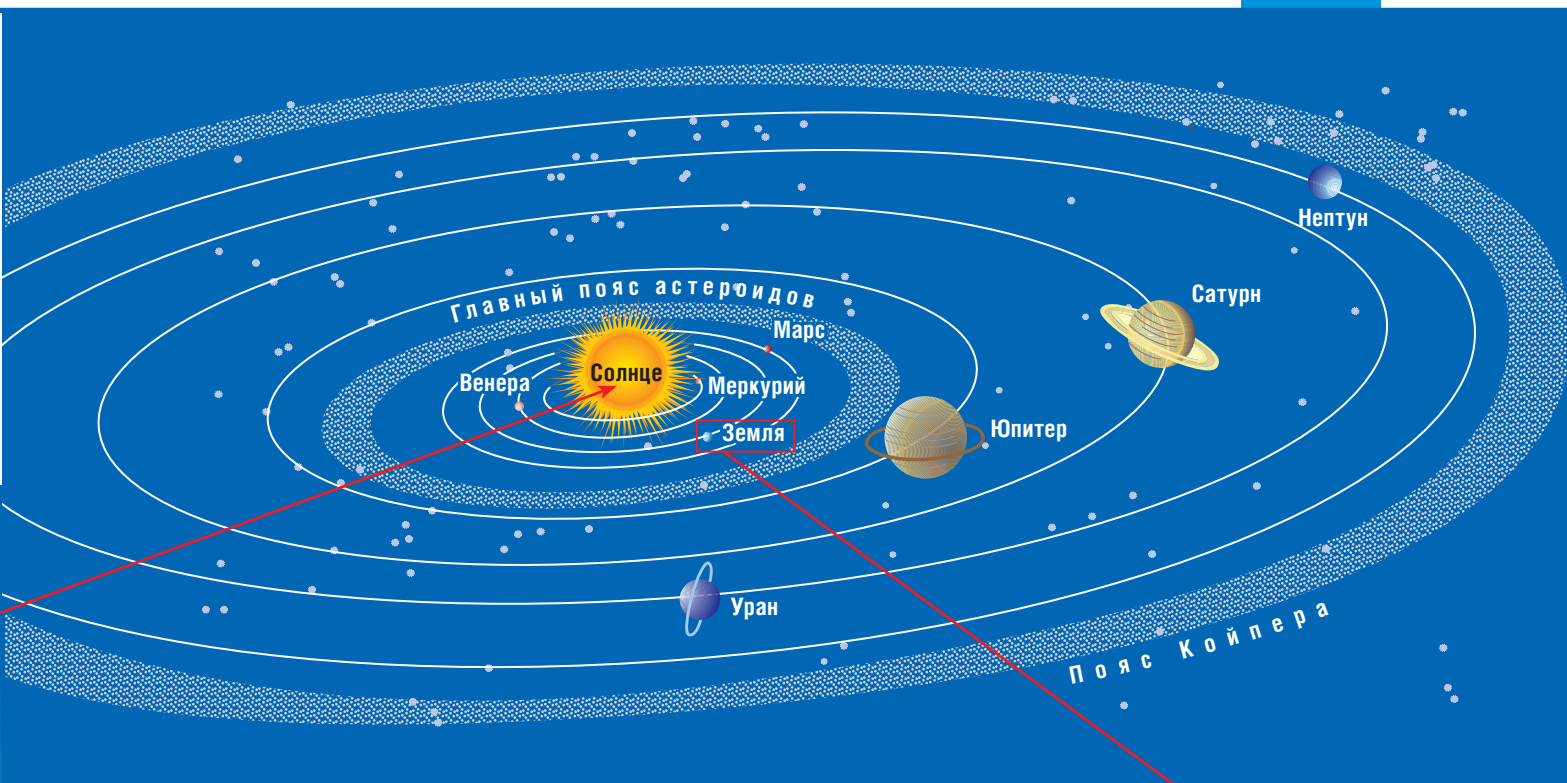 Нептун
Главный пояс астероидов
Сатурн
Марс
Солнце
Венера
Меркурий
Земля
Юпитер
Уран
Пояс Койпера